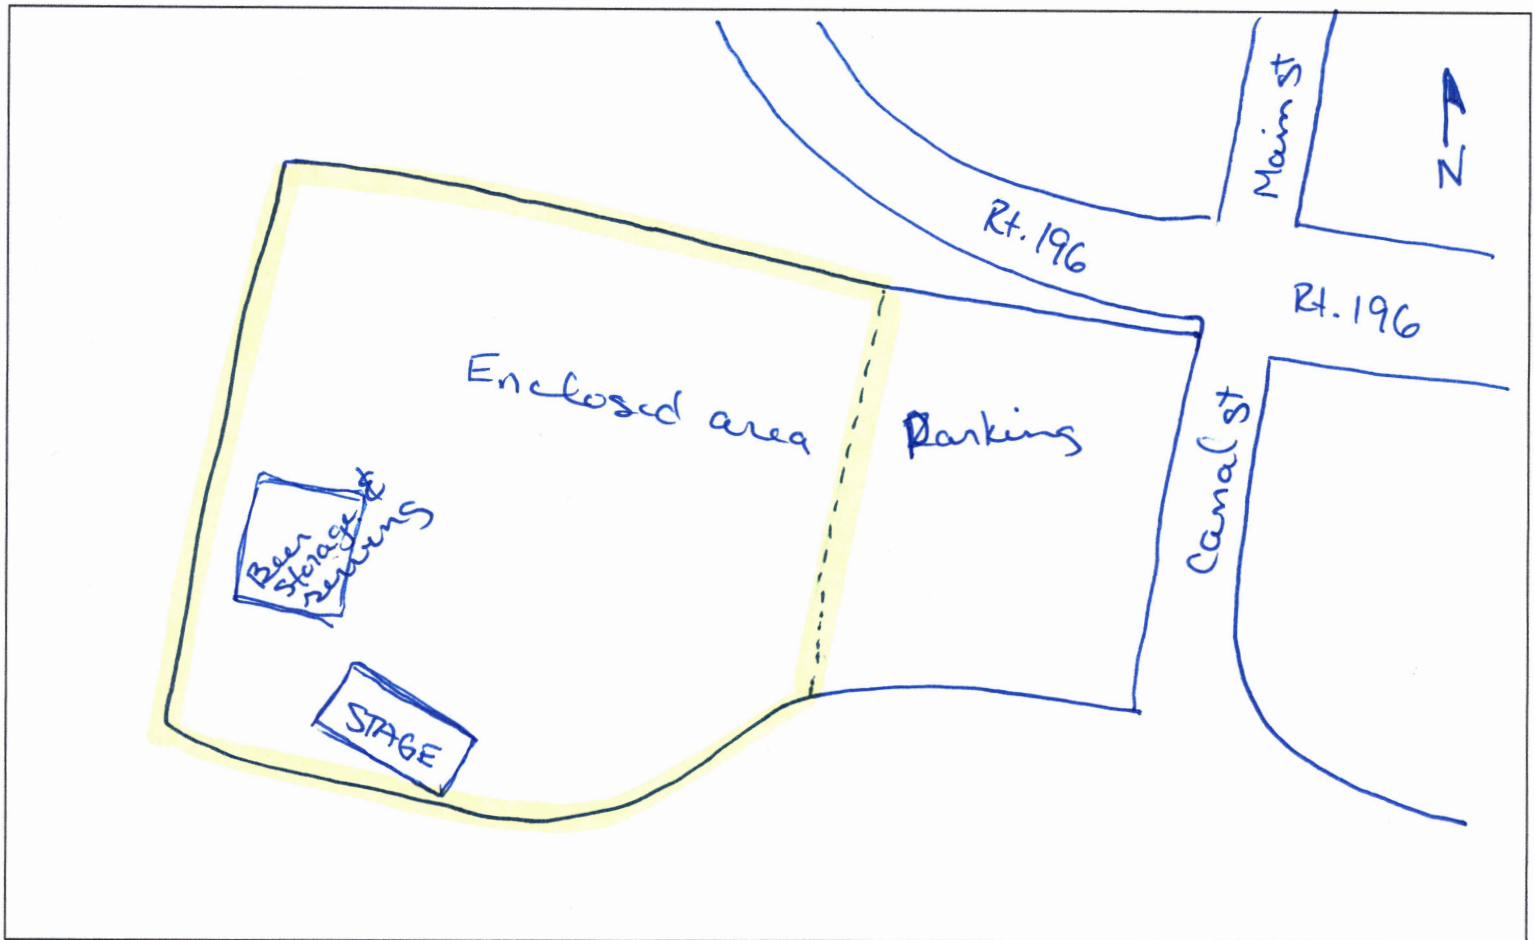 Main St
N
Rt. 196
Rt. 196
Enclosed area
Parking
Canal St
Beer
Storage &
serving
STAGE